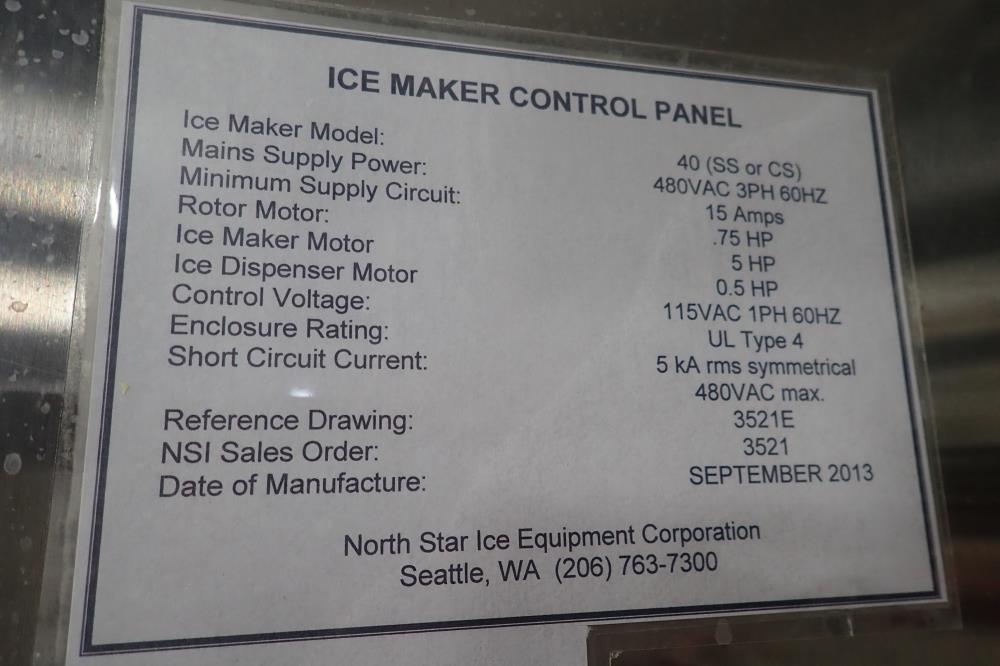 ICE MAKER CONTROL PANEL
Ice Maker Model: 40 (SS or CS)
Mains Supply Power: 480VAC 3PH 60HZ
Minimum Supply Circuit: 15 Amps
Rotor Motor: .75 HP
Ice Maker Motor 5 HP
Ice Dispenser Motor 0.5 HP
Control Voltage: 115VAC 1PH 60HZ
Enclosure Rating: UL Type 4
Short Circuit Current: 5 kA rms symmetrical
480VAC max.
Reference Drawing: 3521E
NSI Sales Order: 3521
Date of Manufacture: SEPTEMBER 2013
North Star Ice Equipment Corporation
Seattle, WA (206) 763-7300